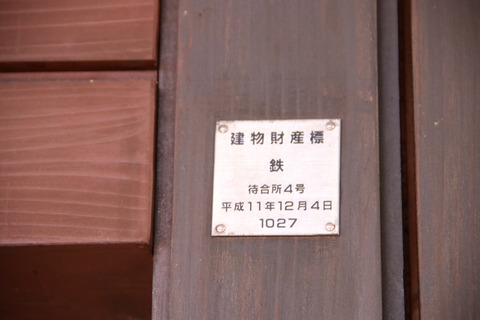 建物財産標
鉄
待合所4号
平成11年12月4日
1027